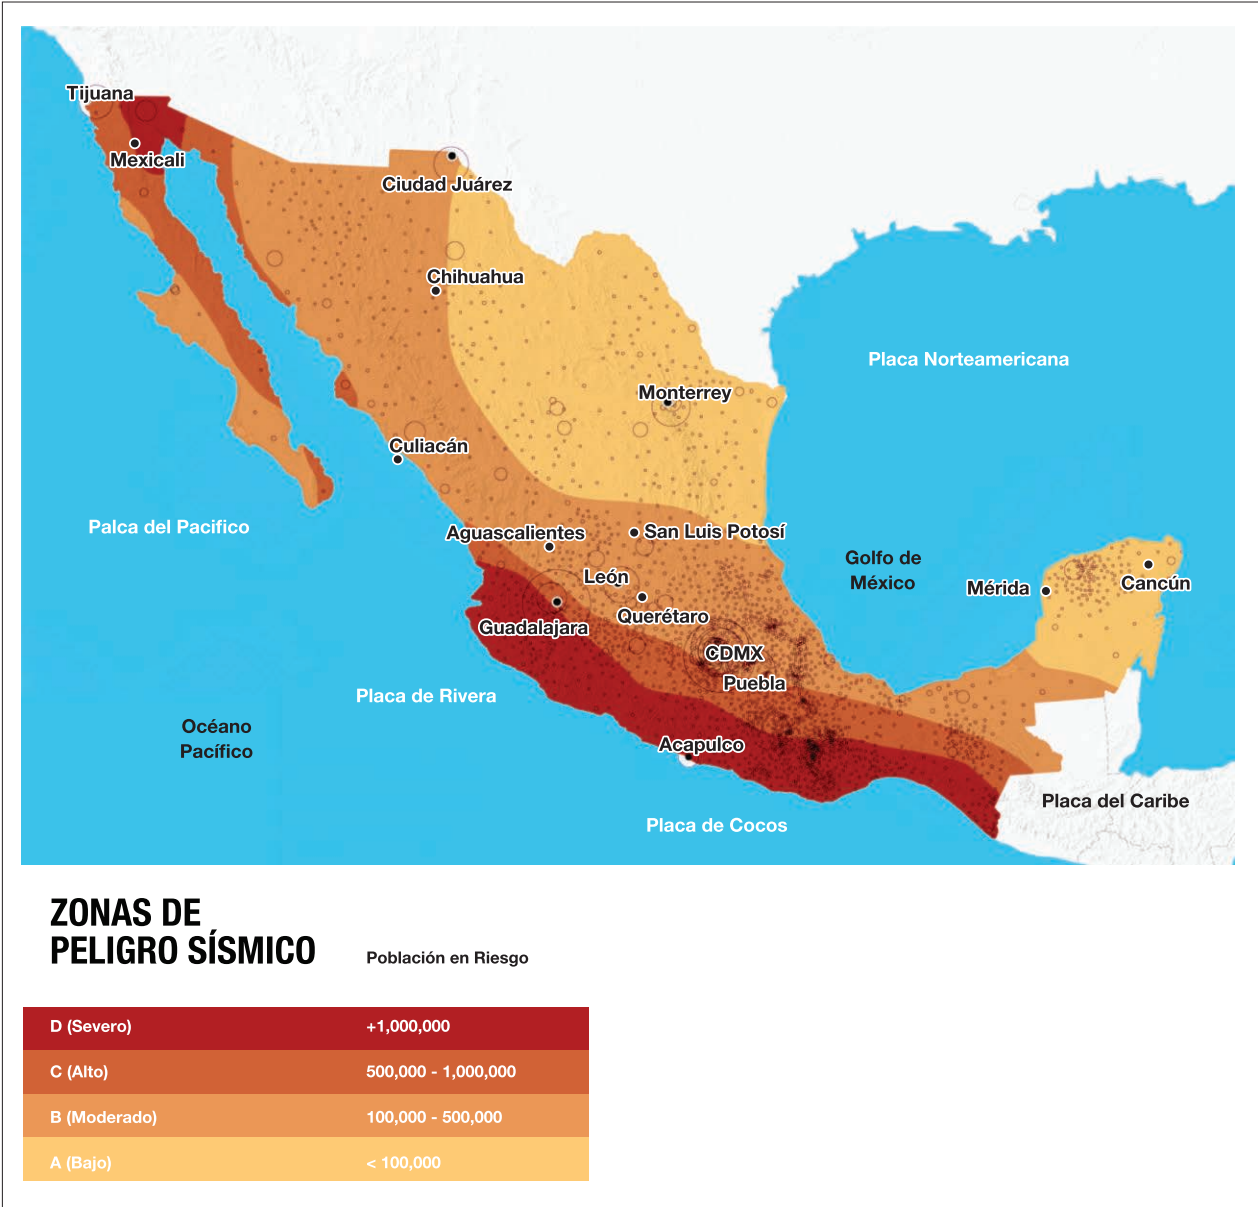 Tijuana
Mexicali
Ciudad Juárez
Chihuahua
Placa Norteamericana
Monterrey
Culiacán
Palca del Pacifico
Aguascalientes
San Luis Potosí
Golfo de
México
León
Mérida
Cancún
Querétaro
Guadalajara
CDMX
Puebla
Placa de Rivera
Océano
Pacífico
Acapulco
Placa del Caribe
Placa de Cocos
ZONAS DE
PELIGRO SÍSMICO
Población en Riesgo
D (Severo) +1,000,000
C (Alto) 500,000 - 1,000,000
B (Moderado) 100,000 - 500,000
A (Bajo) < 100,000